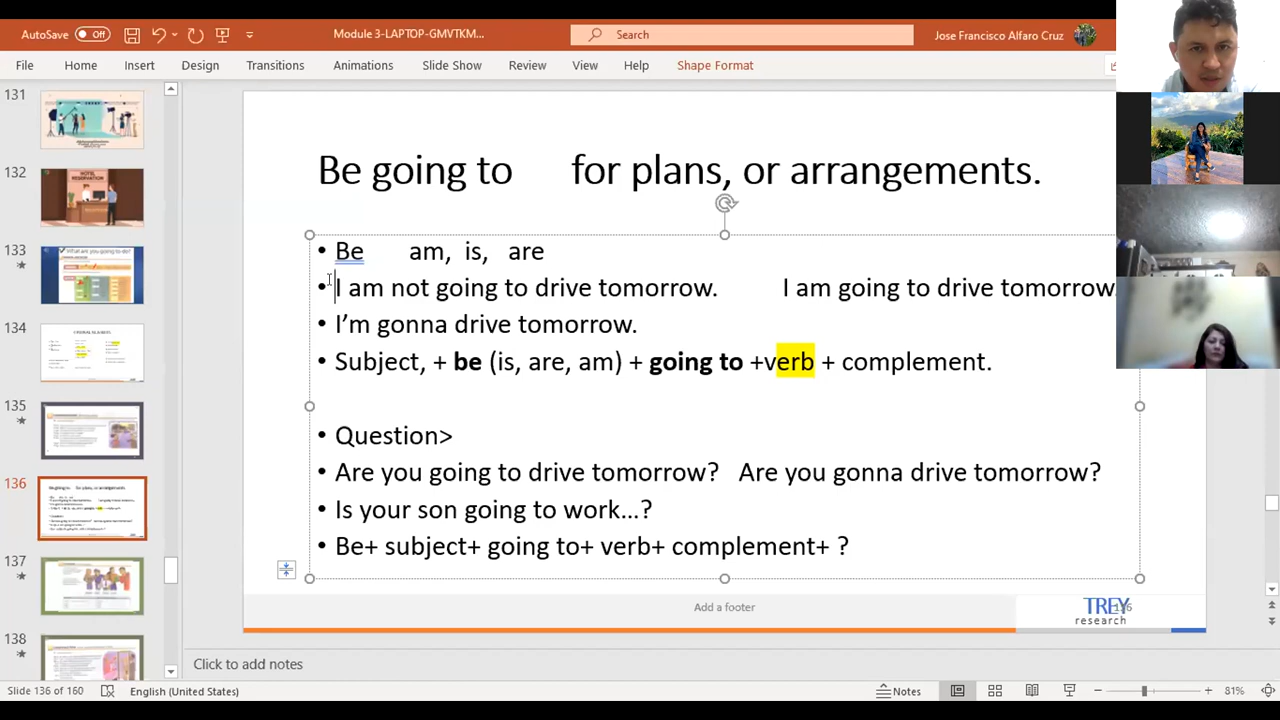 AutoSave Off Module 3-LAPTOP-GMVTKM... Search Jose Francisco Alfaro Cruz
File Home Insert Design Transitions Animations Slide Show Review View Help Shape Format
131
132
133
134
135
136
137
138
Be going to for plans, or arrangements.
• Be am, is, are
• I am not going to drive tomorrow. I am going to drive tomorrow.
• I'm gonna drive tomorrow.
• Subject, + be (is, are, am) + going to +verb + complement.
• Question>
• Are you going to drive tomorrow? Are you gonna drive tomorrow?
• Is your son going to work...?
• Be+ subject+ going to+ verb+ complement+ ?
Add a footer
TREY
research
136
Click to add notes
Slide 136 of 160 English (United States) Notes 81%